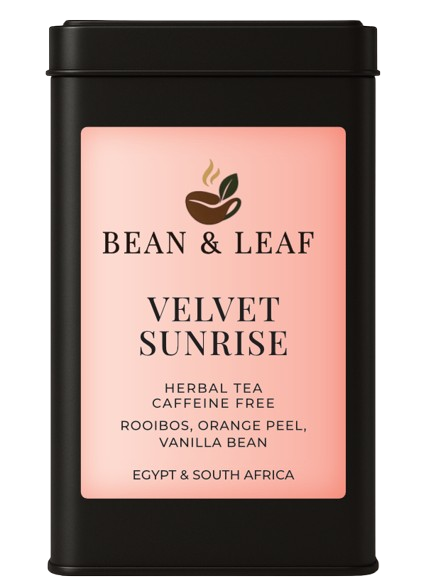 BEAN & LEAF
VELVET
SUNRISE
HERBAL TEA
CAFFEINE FREE
ROOIBOS, ORANGE PEEL,
VANILLA BEAN
EGYPT & SOUTH AFRICA